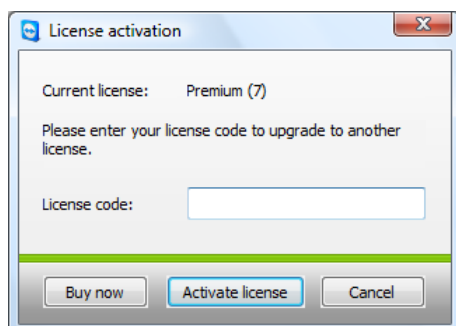 License activation
Current license: Premium (7)
Please enter your license code to upgrade to another
license.
License code:
Buy now Activate license Cancel